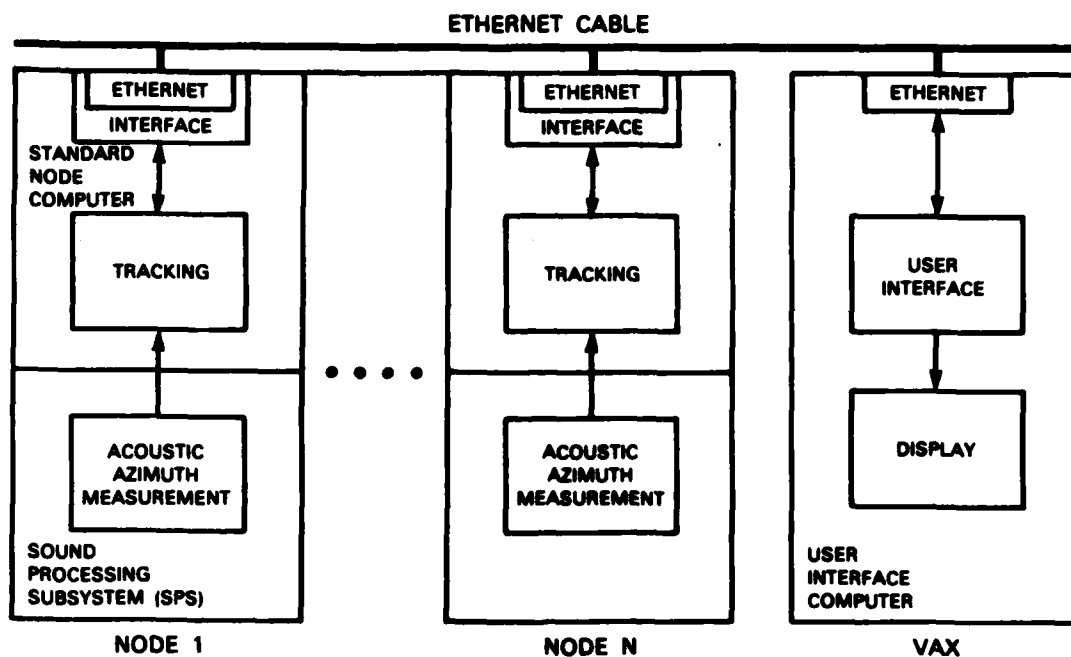 ETHERNET CABLE
ETHERNET
INTERFACE
STANDARD
NODE
COMPUTER
TRACKING
ACOUSTIC
AZIMUTH
MEASUREMENT
SOUND
PROCESSING
SUBSYSTEM (SPS)
NODE 1
ETHERNET
INTERFACE
TRACKING
ACOUSTIC
AZIMUTH
MEASUREMENT
NODE N
ETHERNET
USER
INTERFACE
DISPLAY
USER
INTERFACE
COMPUTER
VAX